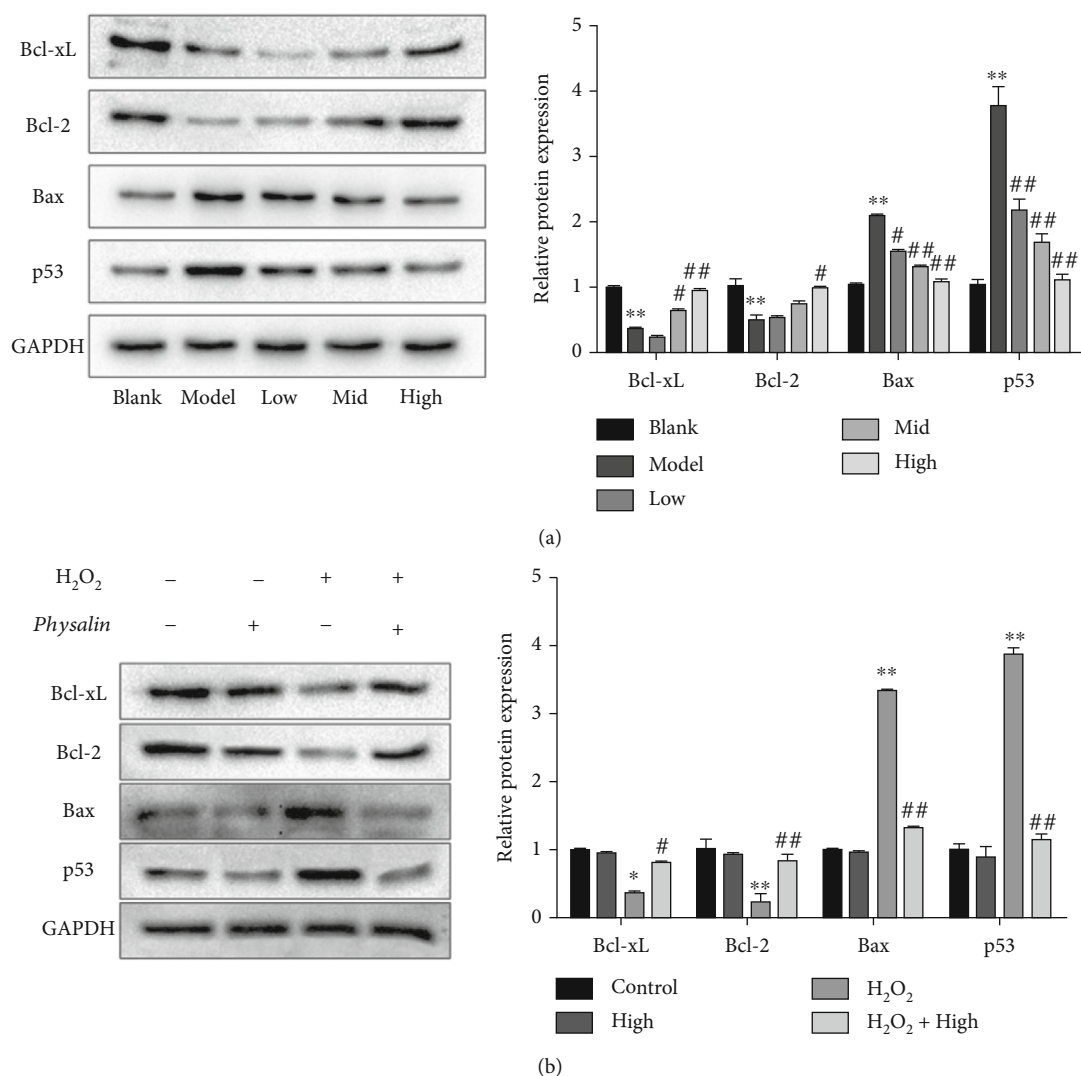 Bcl-xL
Bcl-2
Bax
p53
GAPDH
Blank Model Low Mid High
Relative protein expression
5
4
3
2
1
0
** # ##
** #
** # ## ##
** ## ## ##
Bcl-xL Bcl-2 Bax p53
Blank
Model
Low
Mid
High
(a)
H₂O₂ – – + +
Physalin – + – +
Bcl-xL
Bcl-2
Bax
p53
GAPDH
Relative protein expression
5
4
3
2
1
0
* #
** ##
** ##
** ##
Bcl-xL Bcl-2 Bax p53
Control
High
H₂O₂
H₂O₂ + High
(b)